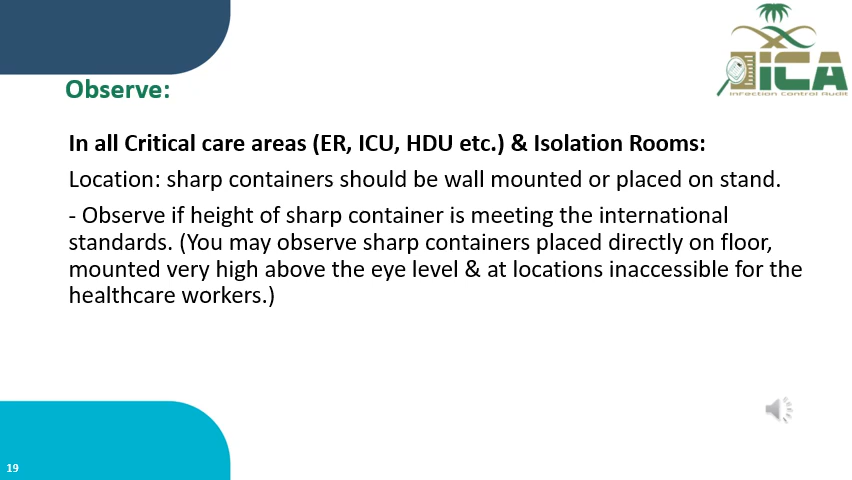 iCA
Infection Control Audit
Observe:
In all Critical care areas (ER, ICU, HDU etc.) & Isolation Rooms:
Location: sharp containers should be wall mounted or placed on stand.
- Observe if height of sharp container is meeting the international
standards. (You may observe sharp containers placed directly on floor,
mounted very high above the eye level & at locations inaccessible for the
healthcare workers.)
19